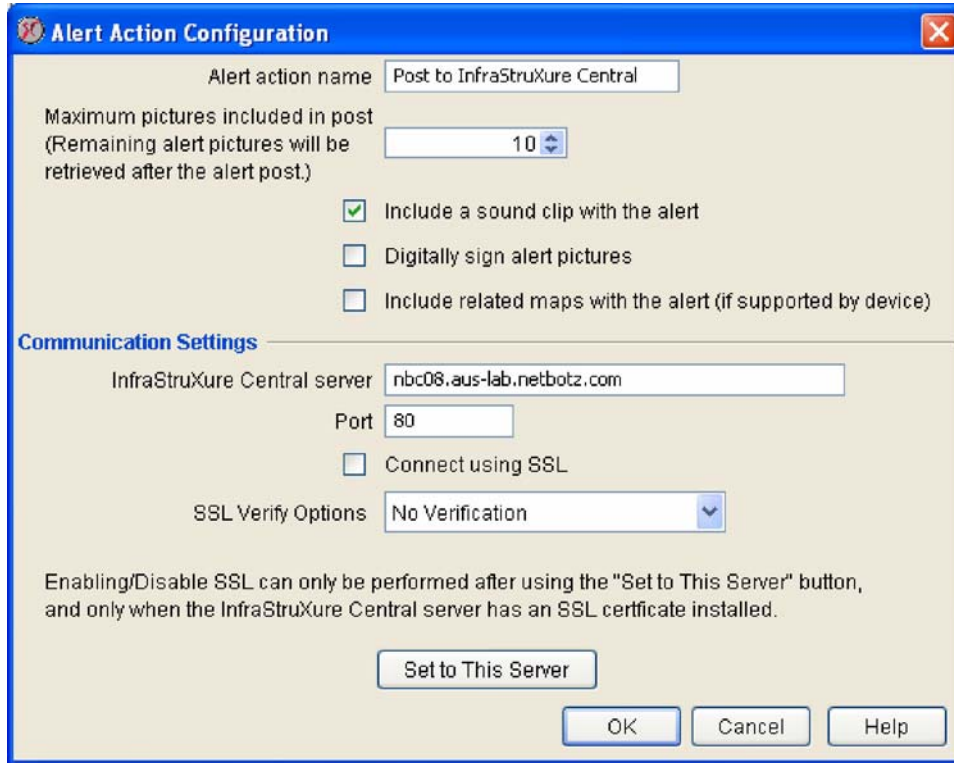 Alert Action Configuration
Alert action name Post to InfraStruXure Central
Maximum pictures included in post
(Remaining alert pictures will be
retrieved after the alert post.)
10
Include a sound clip with the alert
Digitally sign alert pictures
Include related maps with the alert (if supported by device)
Communication Settings
InfraStruXure Central server nbc08.aus-lab.netbotz.com
Port 80
Connect using SSL
SSL Verify Options No Verification
Enabling/Disable SSL can only be performed after using the "Set to This Server" button,
and only when the InfraStruXure Central server has an SSL certficate installed.
Set to This Server
OK Cancel Help